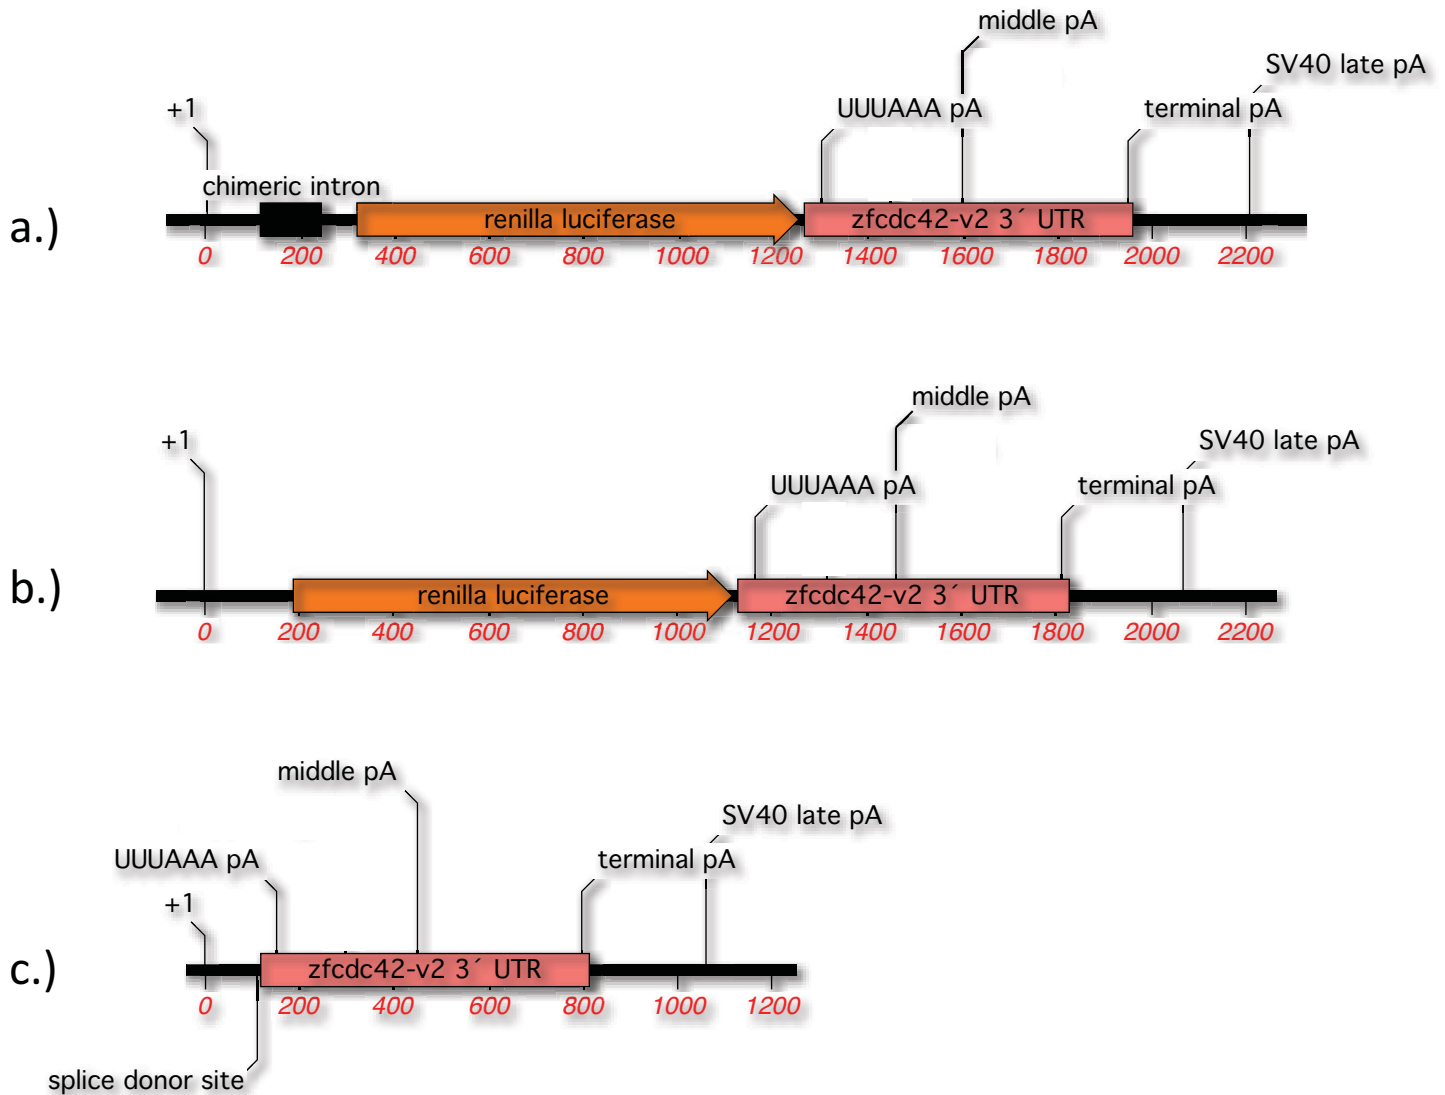 middle pA
SV40 late pA
+1
UUUAAA pA
terminal pA
chimeric intron
a.)
renilla luciferase
zfcdc42-v2 3´ UTR
0 200 400 600 800 1000 1200 1400 1600 1800 2000 2200
middle pA
+1
SV40 late pA
UUUAAA pA
terminal pA
b.)
renilla luciferase
zfcdc42-v2 3´ UTR
0 200 400 600 800 1000 1200 1400 1600 1800 2000 2200
middle pA
SV40 late pA
UUUAAA pA
terminal pA
+1
c.)
zfcdc42-v2 3´ UTR
0 200 400 600 800 1000 1200
splice donor site